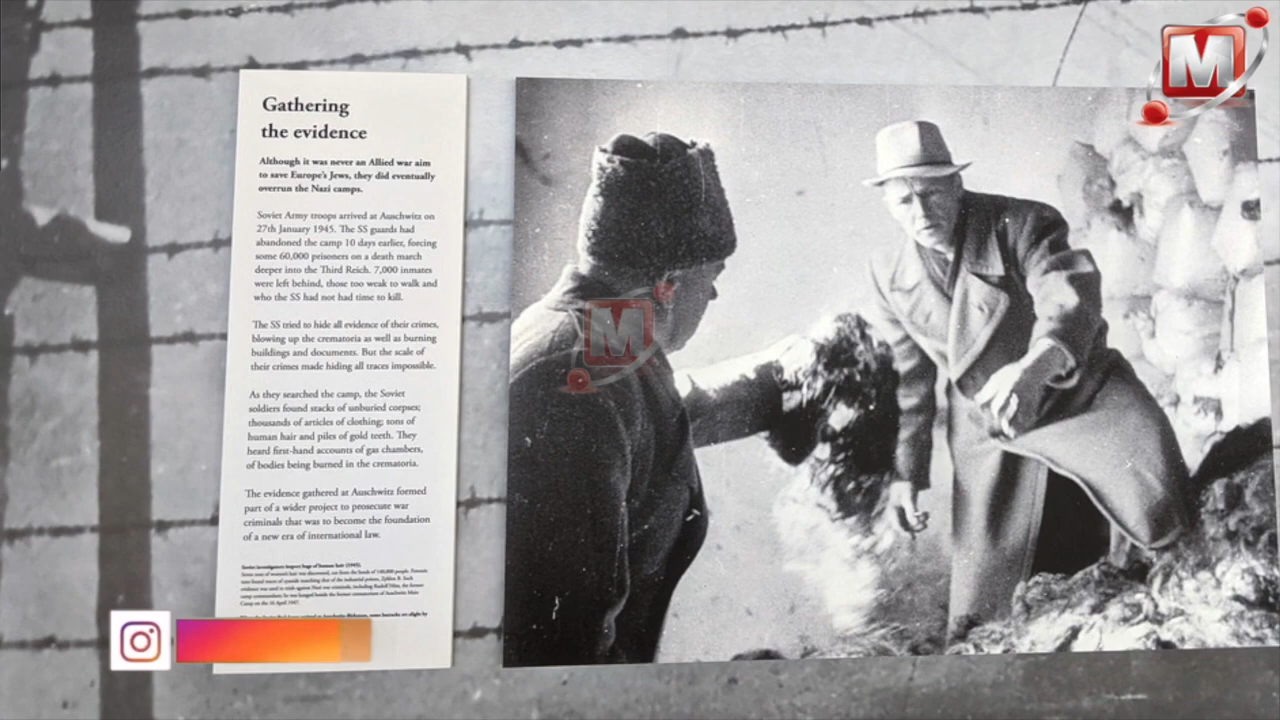 Gathering
the evidence
Although it was never an Allied war aim
to save Europe's Jews, they did eventually
overrun the Nazi camps.
Soviet Army troops arrived at Auschwitz on
27th January 1945. The SS guards had
abandoned the camp 10 days earlier, forcing
some 60,000 prisoners on a death march
deeper into the Third Reich. 7,000 inmates
were left behind, those too weak to walk and
who the SS had not had time to kill.
The SS tried to hide all evidence of their crimes,
blowing up the crematoria as well as burning
buildings and documents. But the scale of
their crimes made hiding all traces impossible.
As they searched the camp, the Soviet
soldiers found stacks of unburied corpses;
thousands of articles of clothing; tons of
human hair and piles of gold teeth. They
heard first-hand accounts of gas chambers,
of bodies being burned in the crematoria.
The evidence gathered at Auschwitz formed
part of a wider project to prosecute war
criminals that was to become the foundation
of a new era of international law.
Soviet investigators inspect bags of human hair (1945)
M
M